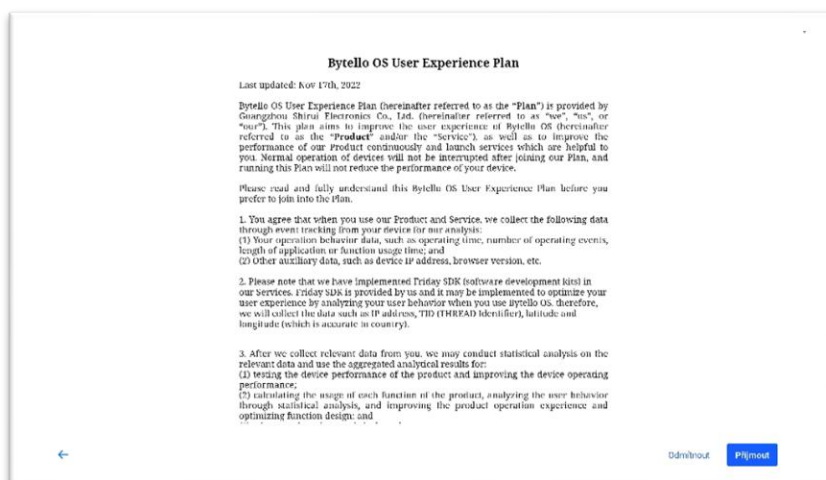 Bytello OS User Experience Plan
Last updated: Nov 17th, 2022
Bytello OS User Experience Plan (hereinafter referred to as the “Plan”) is provided by
Guangzhou Shirui Electronics Co., Ltd. (hereinafter referred to as “we”, “us”, or
“our”). This plan aims to improve the user experience of Bytello OS (hereinafter
referred to as the “Product” and/or the “Service”), as well as to improve the
performance of our Product continuously and launch services which are helpful to
you. Normal operation of devices will not be interrupted after joining our Plan, and
running this Plan will not reduce the performance of your device.
Please read and fully understand this Bytello OS User Experience Plan before you
prefer to join into the Plan.
1. You agree that when you use our Product and Service, we collect the following data
through event tracking from your device for our analysis:
(1) Your operation behavior data, such as operating time, number of operating events,
length of application or function usage time; and
(2) Other auxiliary data, such as device IP address, browser version, etc.
2. Please note that we have implemented Friday SDK (software development kits) in
our Services. Friday SDK is provided by us and it may be implemented to optimize your
user experience by analyzing your user behavior when you use Bytello OS. therefore,
we will collect the data such as IP address, TID (THREAD Identifier), latitude and
longitude (which is accurate to country).
3. After we collect relevant data from you, we may conduct statistical analysis on the
relevant data and use the aggregated analytical results for:
(1) testing the device performance of the product and improving the device operating
performance;
(2) calculating the usage of each function of the product, analyzing the user behavior
through statistical analysis, and improving the product operation experience and
optimizing function design; and
Odmítnout
Přijmout